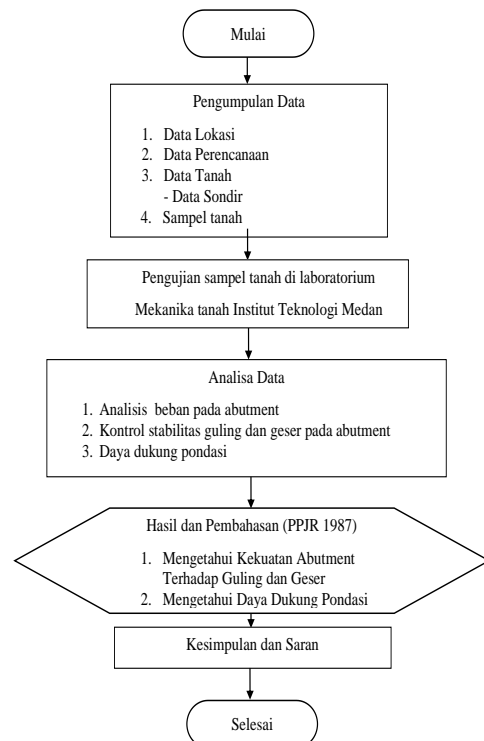 Mulai
Pengumpulan Data
1. Data Lokasi
2. Data Perencanaan
3. Data Tanah
- Data Sondir
4. Sampel tanah
Pengujian sampel tanah di laboratorium
Mekanika tanah Institut Teknologi Medan
Analisa Data
1. Analisis beban pada abutment
2. Kontrol stabilitas guling dan geser pada abutment
3. Daya dukung pondasi
Hasil dan Pembahasan (PPJR 1987)
1. Mengetahui Kekuatan Abutment
Terhadap Guling dan Geser
2. Mengetahui Daya Dukung Pondasi
Kesimpulan dan Saran
Selesai